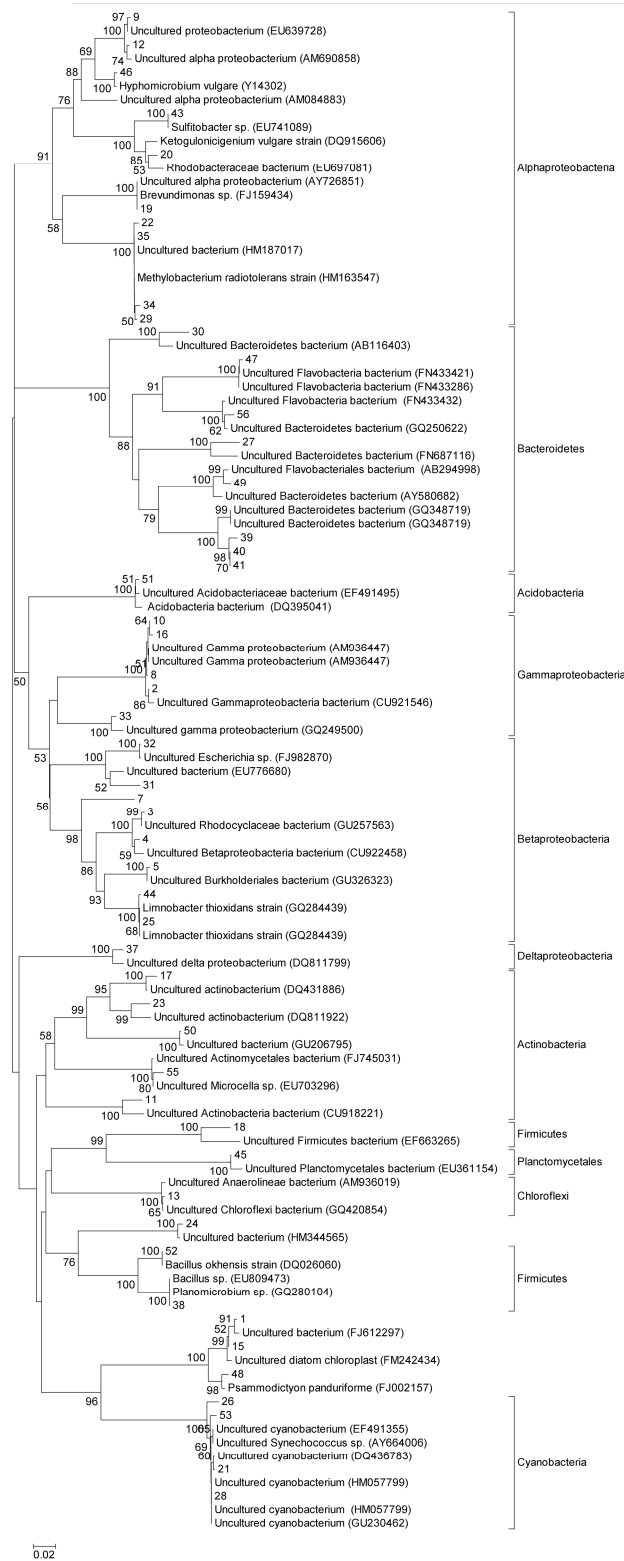 97 9
100 Uncultured proteobacterium (EU639728)
12
69
74 Uncultured alpha proteobacterium (AM690858)
88 46
100 Hyphomicrobium vulgare (Y14302)
76 Uncultured alpha proteobacterium (AM084883)
100 43
Sulfitobacter sp. (EU741089)
100 Ketogulonicigenium vulgare strain (DQ915606)
91 85 20
53 Rhodobacteraceae bacterium (EU697081)
Alphaproteobacteria
Uncultured alpha proteobacterium (AY726851)
100 Brevundimonas sp. (FJ159434)
19
58 22
35
100 Uncultured bacterium (HM187017)
Methylobacterium radiotolerans strain (HM163547)
34
50 29
100 30
Uncultured Bacteroidetes bacterium (AB116403)
47
100 Uncultured Flavobacteria bacterium (FN433421)
91 Uncultured Flavobacteria bacterium (FN433286)
100 Uncultured Flavobacteria bacterium (FN433432)
100 56
62 Uncultured Bacteroidetes bacterium (GQ250622)
88 100 27
Uncultured Bacteroidetes bacterium (FN687116)
Bacteroidetes
99 Uncultured Flavobacteriales bacterium (AB294998)
100 49
Uncultured Bacteroidetes bacterium (AY580682)
79 99 Uncultured Bacteroidetes bacterium (GQ348719)
Uncultured Bacteroidetes bacterium (GQ348719)
100 39
98 40
70 41
51 51
100 Uncultured Acidobacteriaceae bacterium (EF491495)
Acidobacteria
Acidobacteria bacterium (DQ395041)
64 10
16
Uncultured Gamma proteobacterium (AM936447)
51 Uncultured Gamma proteobacterium (AM936447)
100 8
50 2
Gammaproteobacteria
86 Uncultured Gammaproteobacteria bacterium (CU921546)
33
100 Uncultured gamma proteobacterium (GQ249500)
53 100 32
Uncultured Escherichia sp. (FJ982870)
100 Uncultured bacterium (EU776680)
52 31
56 7
99 3
98 100 Uncultured Rhodocyclaceae bacterium (GU257563)
4
Betaproteobacteria
59 Uncultured Betaproteobacteria bacterium (CU922458)
86 100 5
Uncultured Burkholderiales bacterium (GU326323)
93 44
Limnobacter thioxidans strain (GQ284439)
100 25
68 Limnobacter thioxidans strain (GQ284439)
100 37
Deltaproteobacteria
Uncultured delta proteobacterium (DQ811799)
100 17
95 Uncultured actinobacterium (DQ431886)
99 23
99 Uncultured actinobacterium (DQ811922)
58 50
100 Uncultured bacterium (GU206795)
Actinobacteria
Uncultured Actinomycetales bacterium (FJ745031)
100 55
80 Uncultured Microcella sp. (EU703296)
11
100 Uncultured Actinobacteria bacterium (CU918221)
100 18
Firmicutes
99 Uncultured Firmicutes bacterium (EF663265)
45
Planctomycetales
100 Uncultured Planctomycetales bacterium (EU361154)
Uncultured Anaerolineae bacterium (AM936019)
100 13
Chloroflexi
65 Uncultured Chloroflexi bacterium (GQ420854)
100 24
Uncultured bacterium (HM344565)
76 100 52
Bacillus okhensis strain (DQ026060)
Firmicutes
100 Bacillus sp. (EU809473)
Planomicrobium sp. (GQ280104)
100 38
91 1
52 Uncultured bacterium (FJ612297)
99 15
100 Uncultured diatom chloroplast (FM242434)
48
98 Psammodictyon panduriforme (FJ002157)
96 26
53
100 65 Uncultured cyanobacterium (EF491355)
69 Uncultured Synechococcus sp. (AY664006)
60 Uncultured cyanobacterium (DQ436783)
Cyanobacteria
21
Uncultured cyanobacterium (HM057799)
28
Uncultured cyanobacterium (HM057799)
Uncultured cyanobacterium (GU230462)
0.02